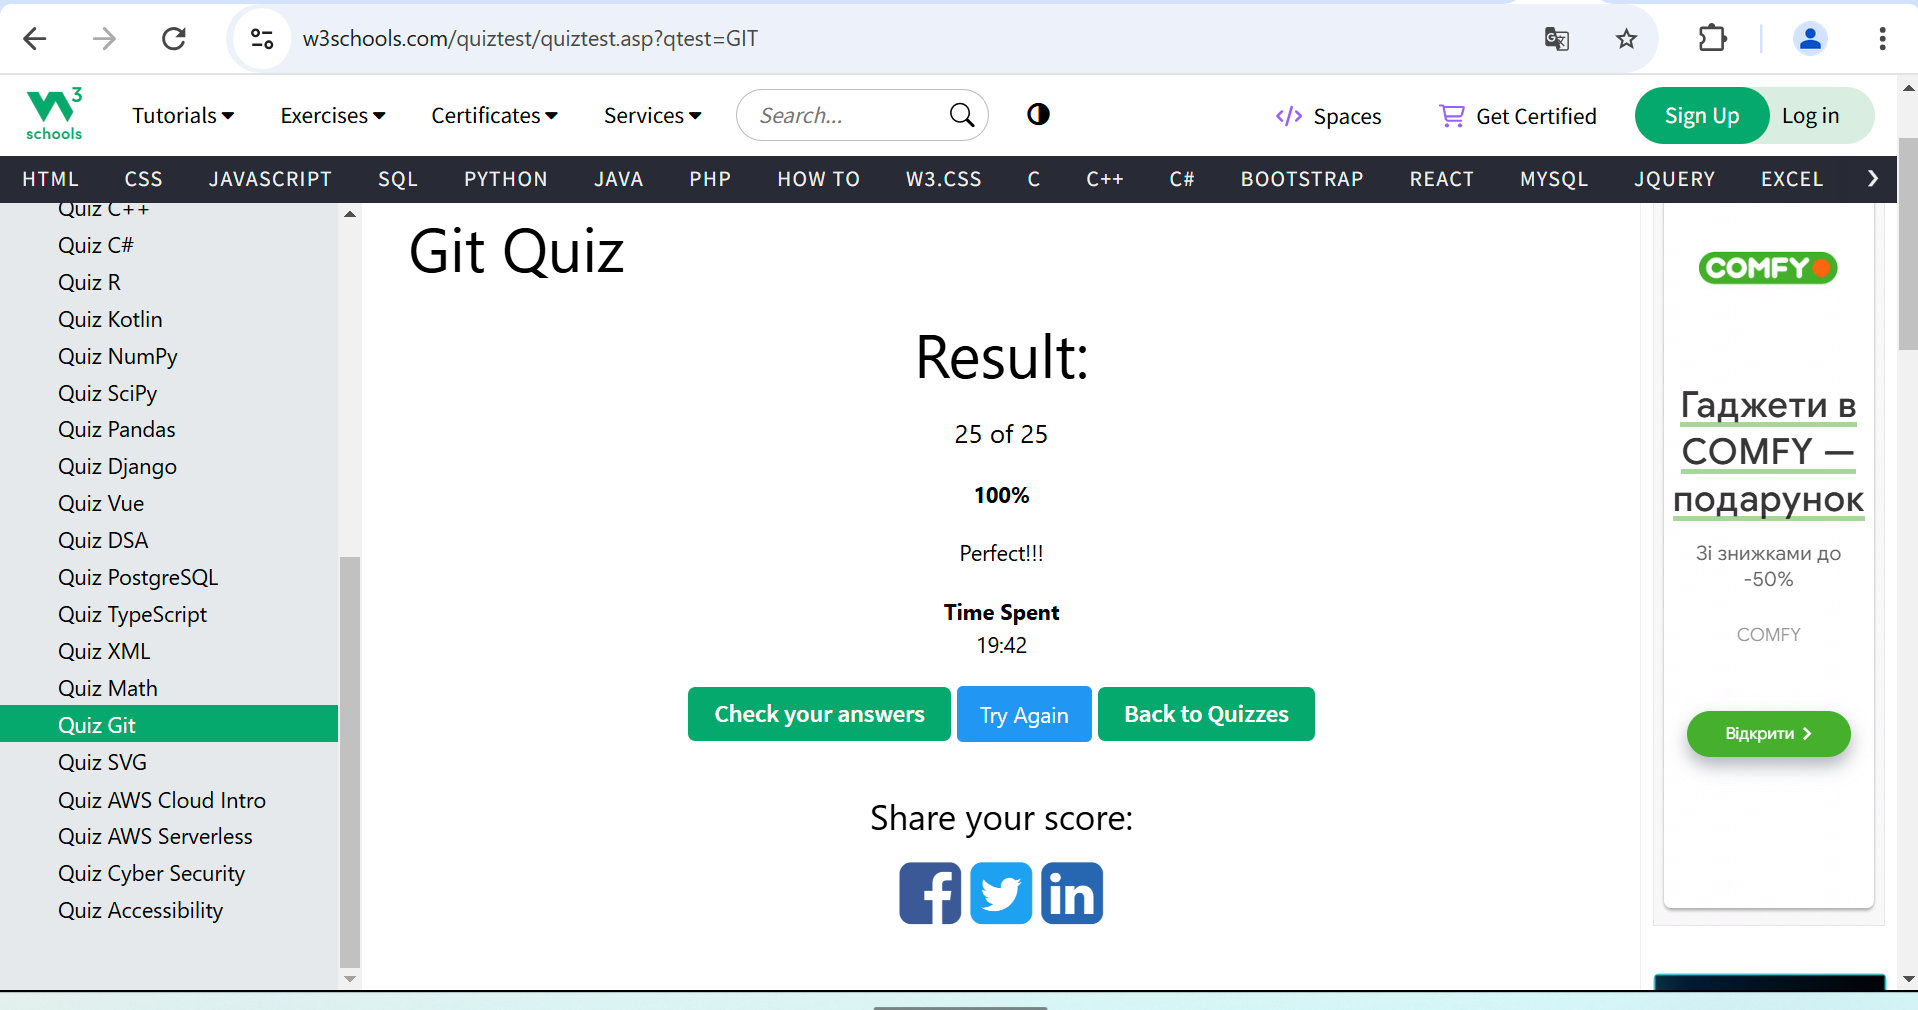 w3schools.com/quiztest/quiztest.asp?qtest=GIT
3
schools
Tutorials
Exercises
Certificates
Services
Search...
</> Spaces
Get Certified
Sign Up
Log in
HTML CSS JAVASCRIPT SQL PYTHON JAVA PHP HOW TO W3.CSS C C++ C# BOOTSTRAP REACT MYSQL JQUERY EXCEL
Quiz C++
Quiz C#
Quiz R
Quiz Kotlin
Quiz NumPy
Quiz SciPy
Quiz Pandas
Quiz Django
Quiz Vue
Quiz DSA
Quiz PostgreSQL
Quiz TypeScript
Quiz XML
Quiz Math
Quiz Git
Quiz SVG
Quiz AWS Cloud Intro
Quiz AWS Serverless
Quiz Cyber Security
Quiz Accessibility
Git Quiz
Result:
25 of 25
100%
Perfect!!!
Time Spent
19:42
Check your answers
Try Again
Back to Quizzes
Share your score:
f
in
COMFY
Гаджети в
COMFY —
подарунок
Зі знижками до
-50%
COMFY
Відкрити